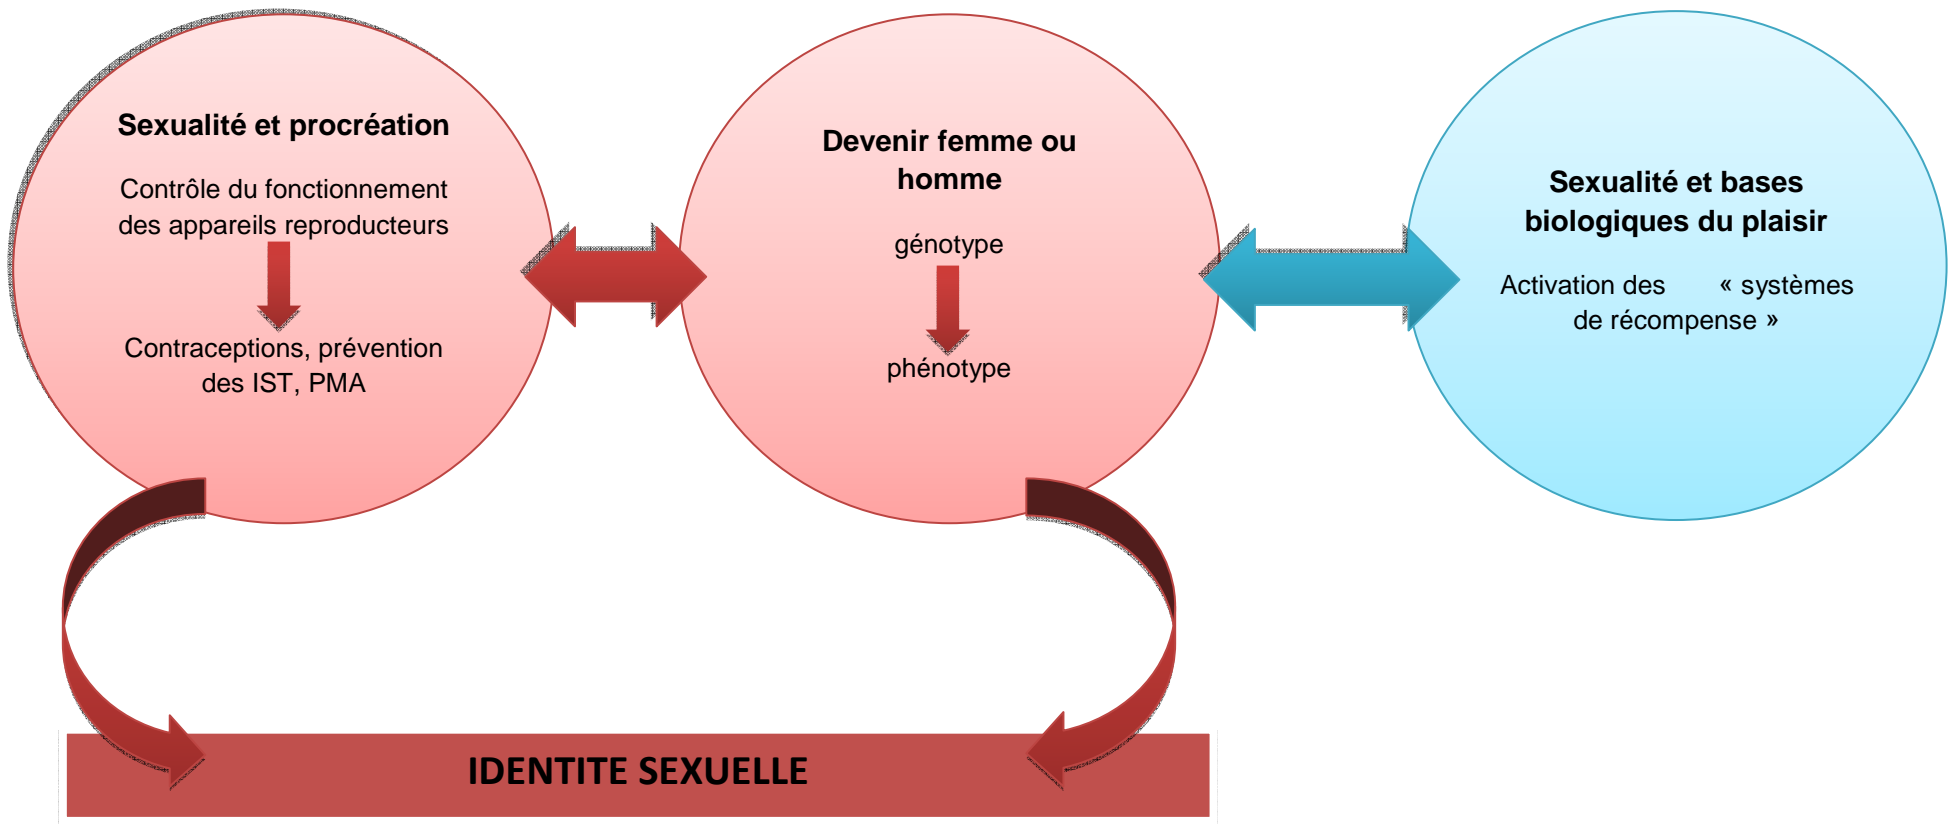 Sexualité et procréation
Contrôle du fonctionnement
des appareils reproducteurs
Contraceptions, prévention
des IST, PMA
Devenir femme ou
homme
génotype
phénotype
Sexualité et bases
biologiques du plaisir
Activation des « systèmes
de récompense »
IDENTITE SEXUELLE